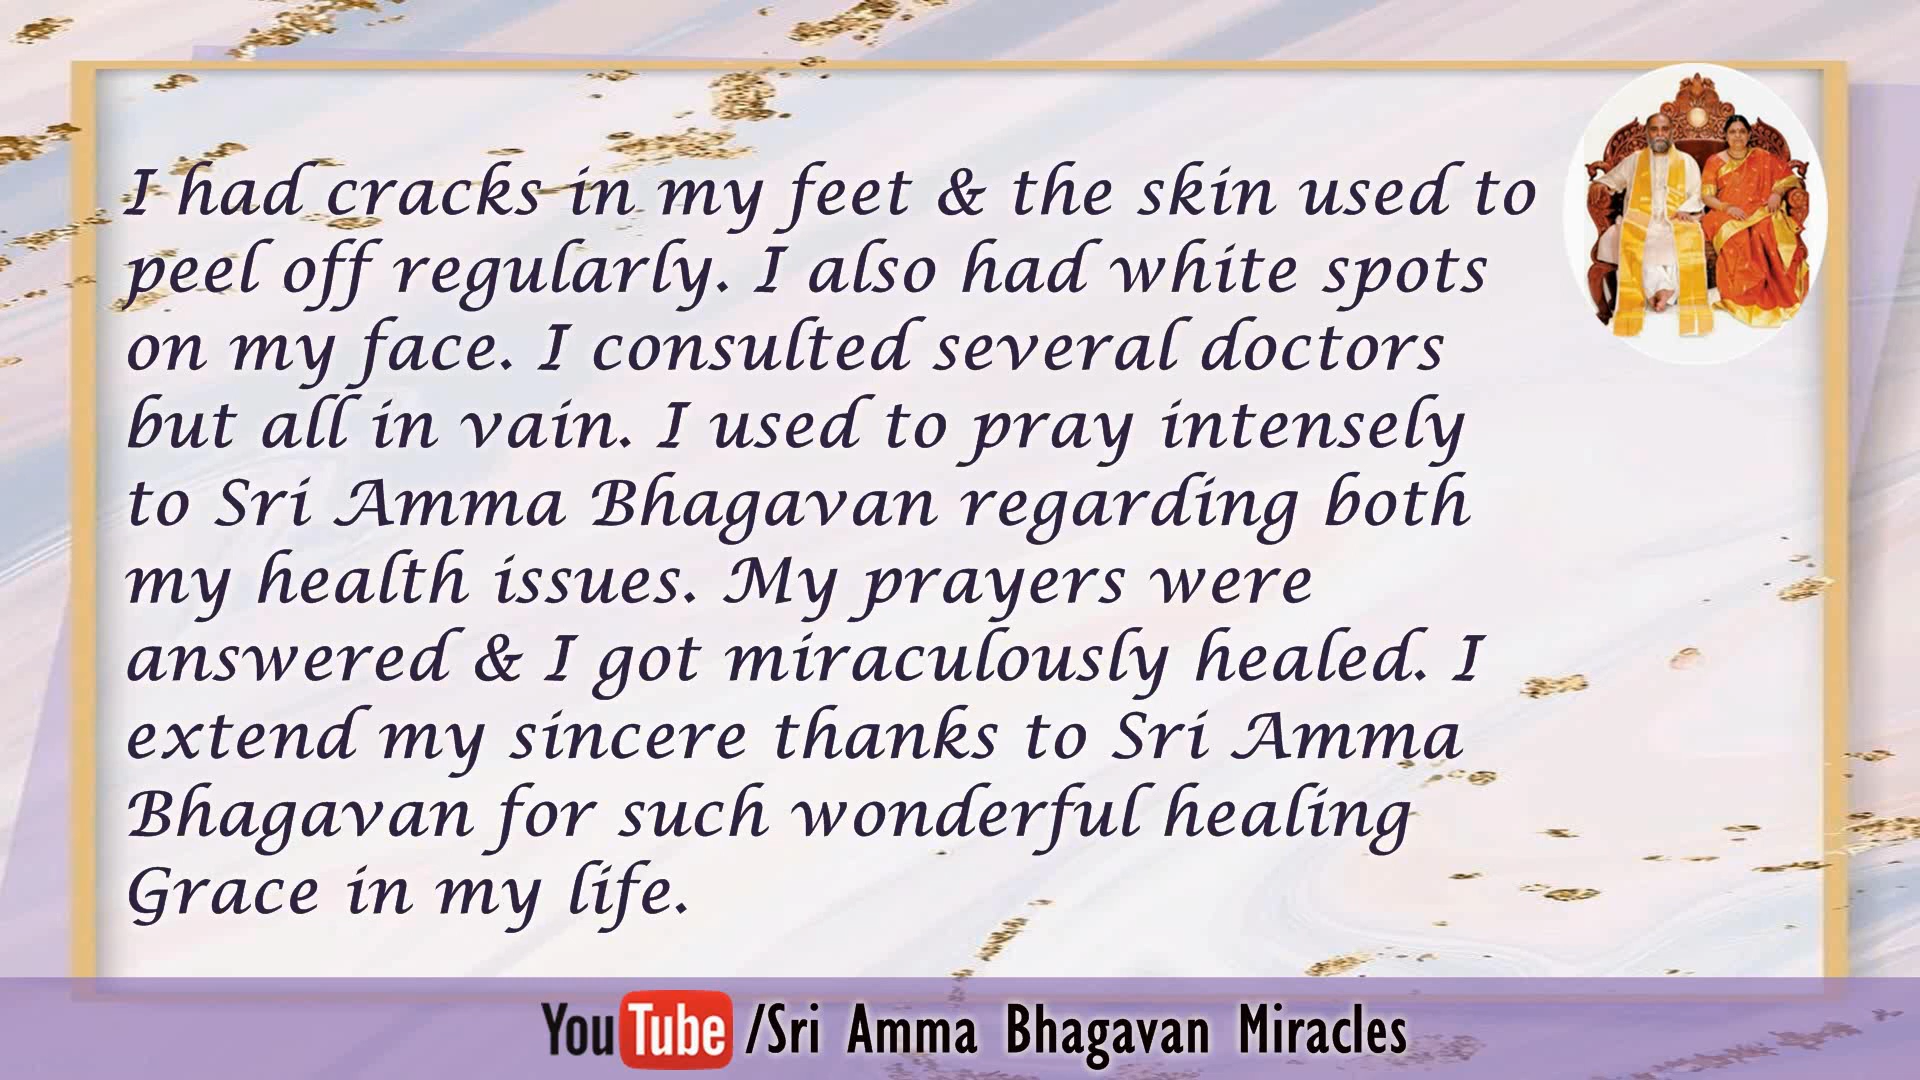 I had cracks in my feet & the skin used to
peel off regularly. I also had white spots
on my face. I consulted several doctors
but all in vain. I used to pray intensely
to Sri Amma Bhagavan regarding both
my health issues. My prayers were
answered & I got miraculously healed. I
extend my sincere thanks to Sri Amma
Bhagavan for such wonderful healing
Grace in my life.
YouTube /Sri Amma Bhagavan Miracles